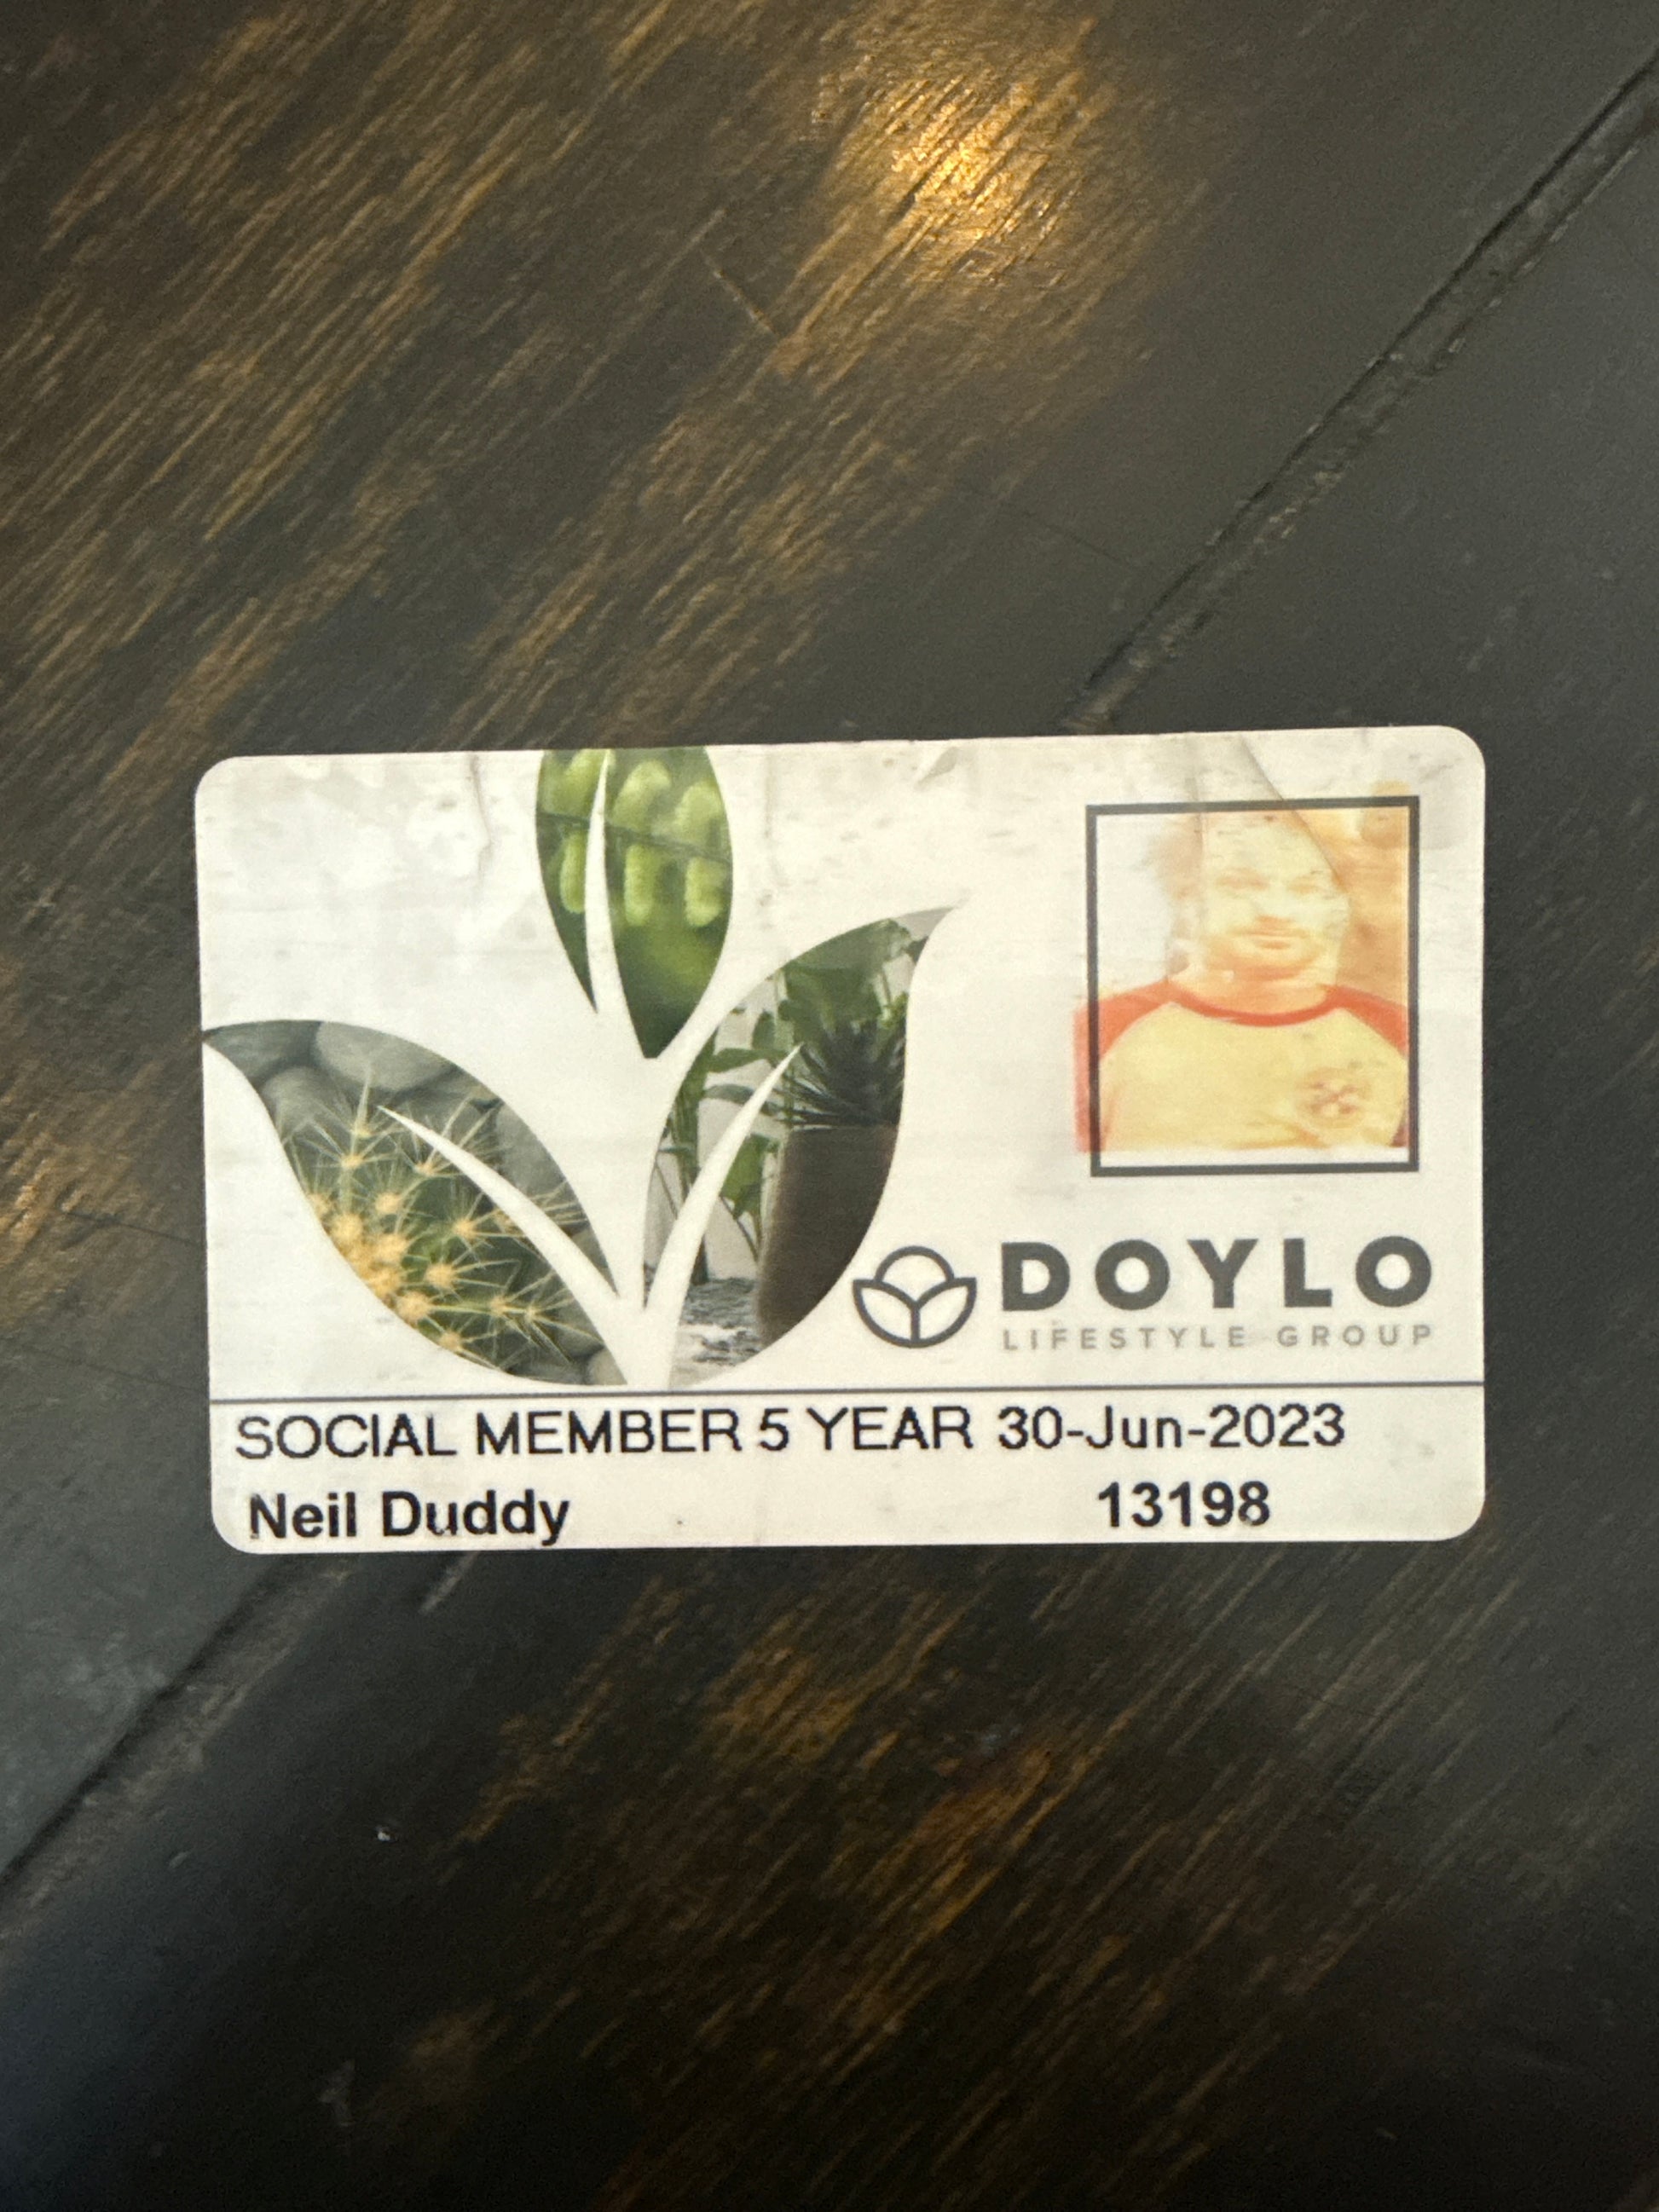 DOYLO
LIFESTYLE GROUP
SOCIAL MEMBER 5 YEAR 30-Jun-2023
Neil Duddy 13198